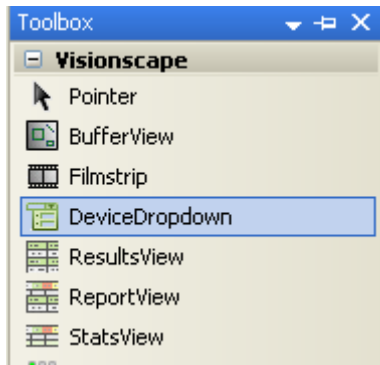 Toolbox
Visionscape
Pointer
BufferView
Filmstrip
DeviceDropdown
ResultsView
ReportView
StatsView